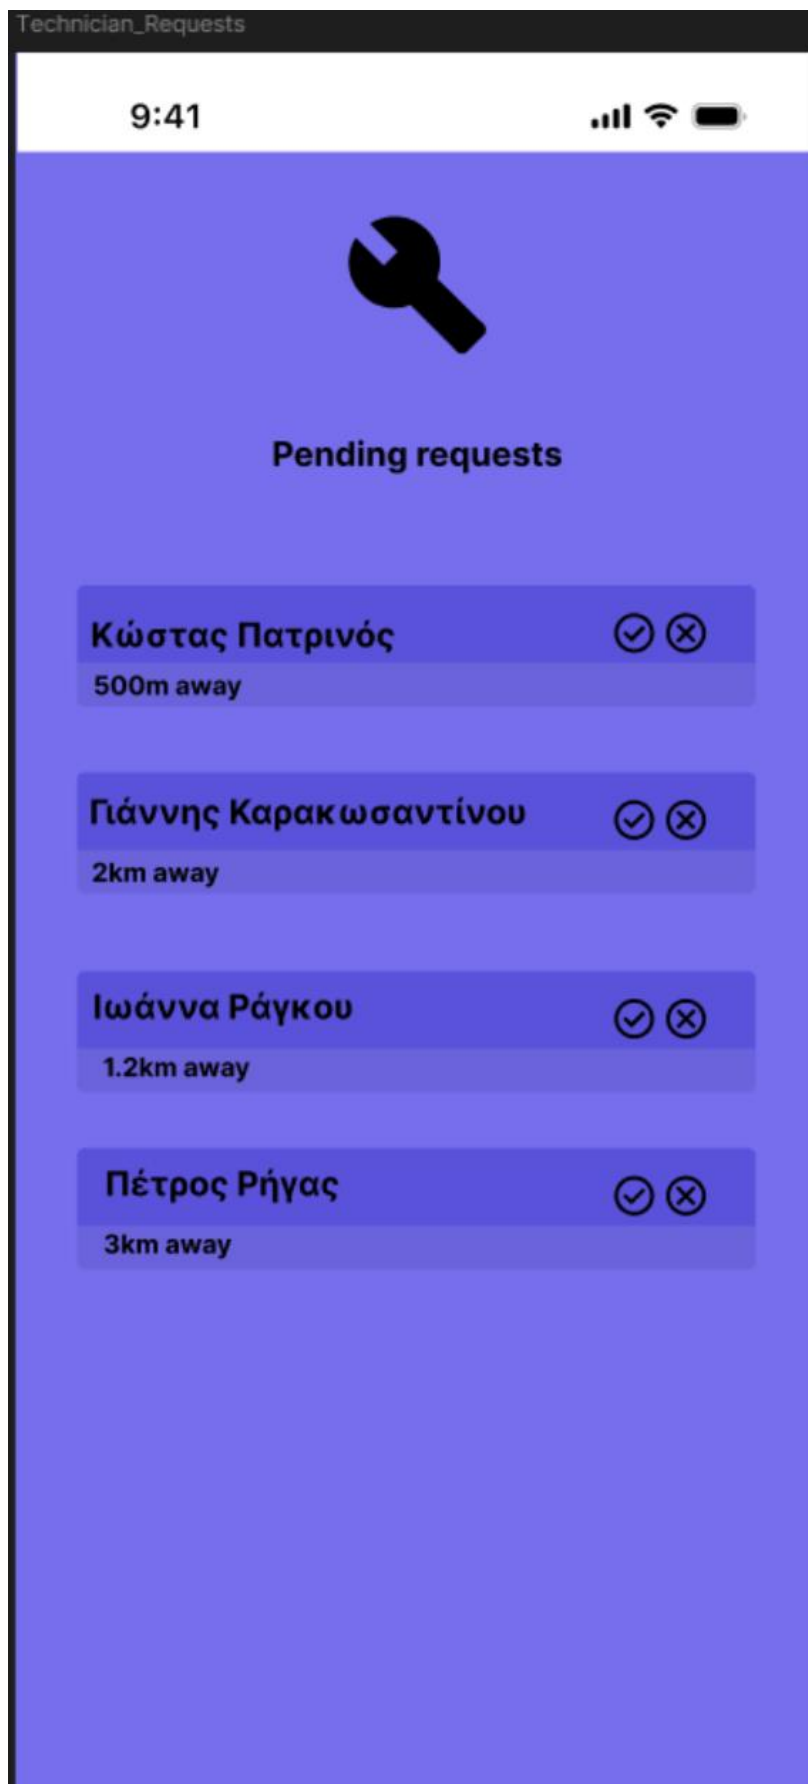 Technician_Requests
9:41
Pending requests
Κώστας Πατρινός
500m away
Γιάννης Καρακωσαντίνου
2km away
Ιωάννα Ράγκου
1.2km away
Πέτρος Ρήγας
3km away